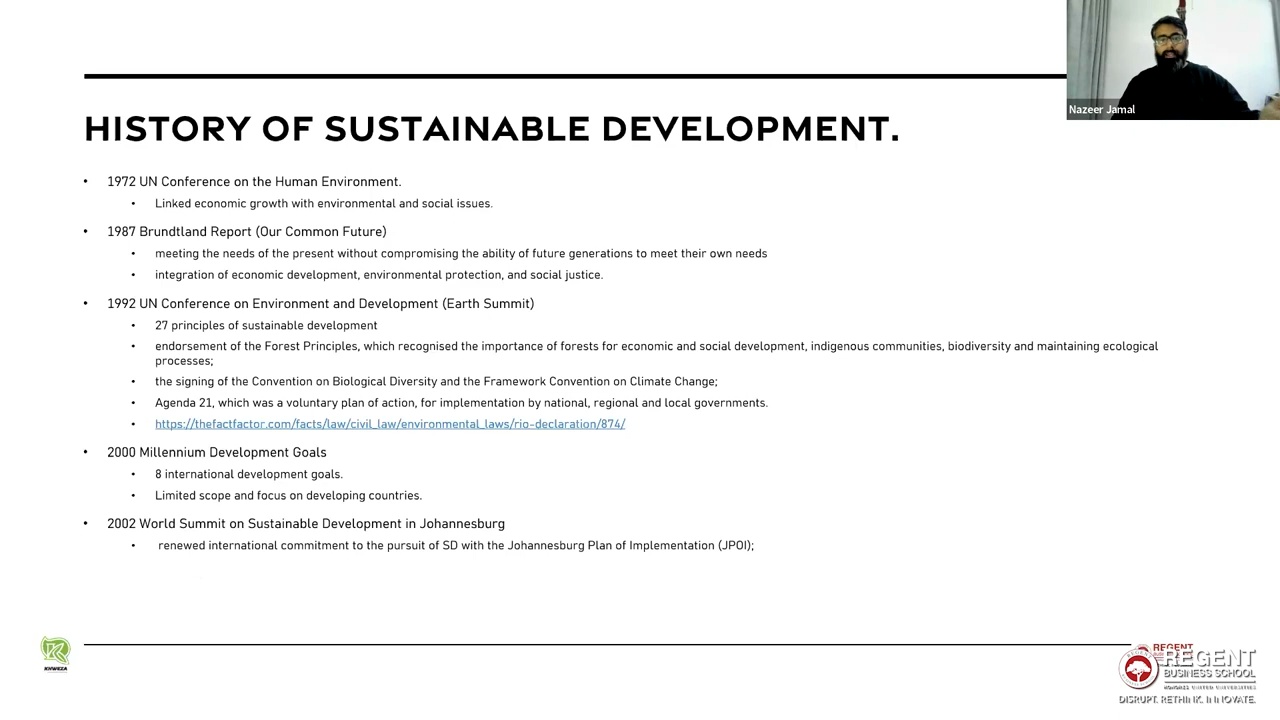 Nazeer Jamal
HISTORY OF SUSTAINABLE DEVELOPMENT.
• 1972 UN Conference on the Human Environment.
• Linked economic growth with environmental and social issues.
• 1987 Brundtland Report (Our Common Future)
• meeting the needs of the present without compromising the ability of future generations to meet their own needs
• integration of economic development, environmental protection, and social justice.
• 1992 UN Conference on Environment and Development (Earth Summit)
• 27 principles of sustainable development
• endorsement of the Forest Principles, which recognised the importance of forests for economic and social development, indigenous communities, biodiversity and maintaining ecological
processes;
• the signing of the Convention on Biological Diversity and the Framework Convention on Climate Change;
• Agenda 21, which was a voluntary plan of action, for implementation by national, regional and local governments.
• https://thefactfactor.com/facts/law/civil_law/environmental_laws/rio-declaration/874/
• 2000 Millennium Development Goals
• 8 international development goals.
• Limited scope and focus on developing countries.
• 2002 World Summit on Sustainable Development in Johannesburg
• renewed international commitment to the pursuit of SD with the Johannesburg Plan of Implementation (JPOI);
KHWEZA
REGENT
REGENT
BUSINESS SCHOOL
HONORIS UNITED UNIVERSITIES
DISRUPT. RETHINK. INNOVATE.